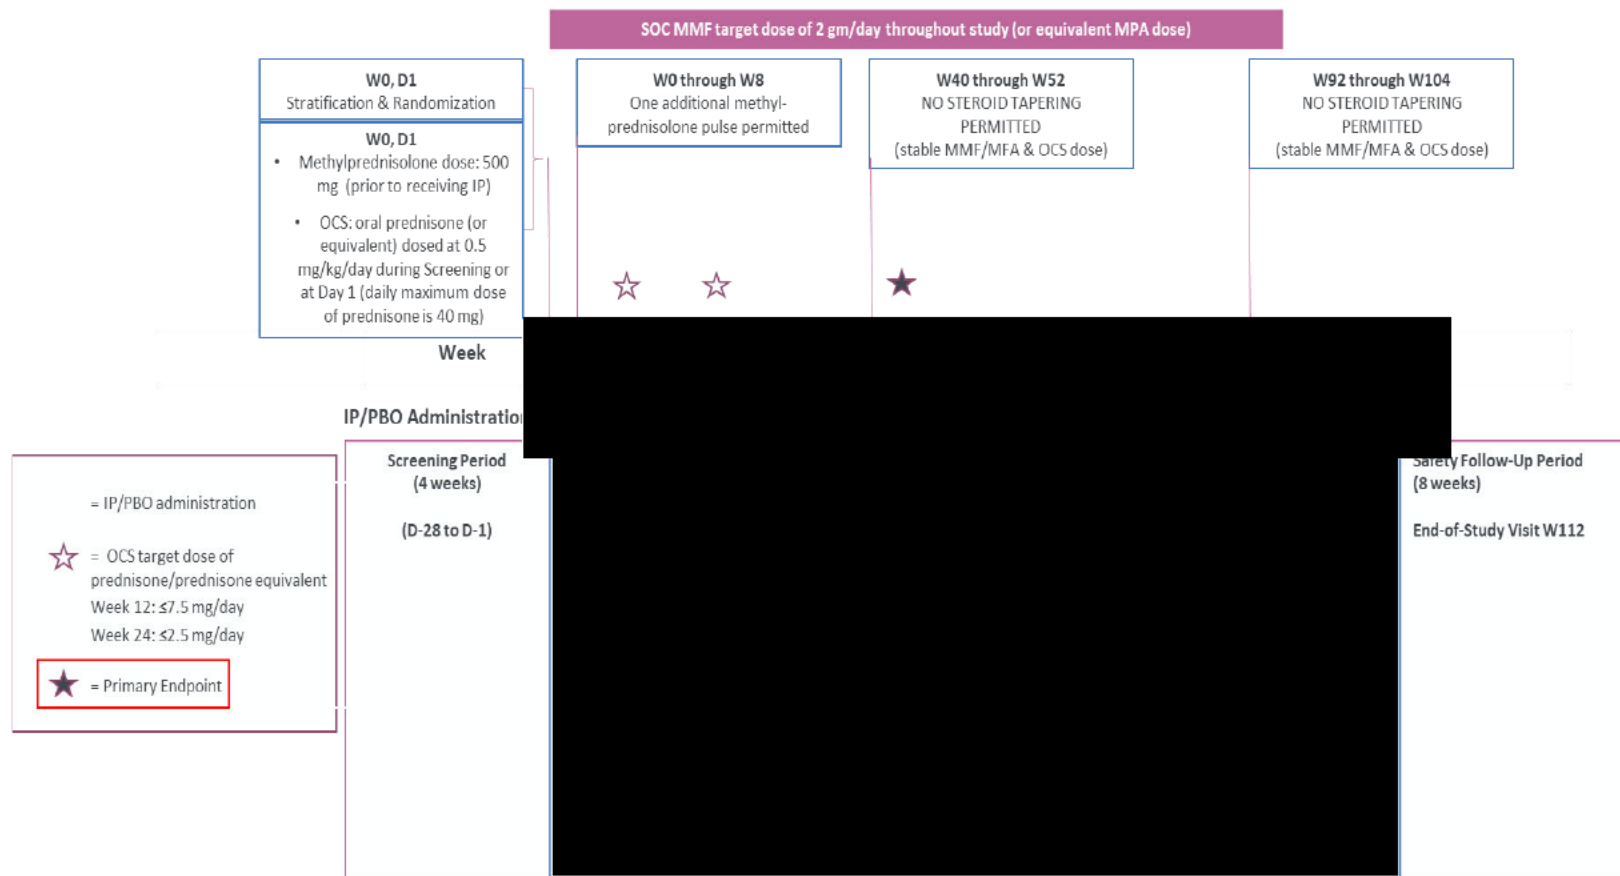 SOC MMF target dose of 2 gm/day throughout study (or equivalent MPA dose)
W0, D1
Stratification & Randomization
W0, D1
• Methylprednisolone dose: 500
mg (prior to receiving IP)
• OCS: oral prednisone (or
equivalent) dosed at 0.5
mg/kg/day during Screening or
at Day 1 (daily maximum dose
of prednisone is 40 mg)
W0 through W8
One additional methyl-
prednisolone pulse permitted
W40 through W52
NO STEROID TAPERING
PERMITTED
(stable MMF/MFA & OCS dose)
W92 through W104
NO STEROID TAPERING
PERMITTED
(stable MMF/MFA & OCS dose)
Week
IP/PBO Administration
= IP/PBO administration
= OCS target dose of
prednisone/prednisone equivalent
Week 12: ≤7.5 mg/day
Week 24: ≤2.5 mg/day
= Primary Endpoint
Screening Period
(4 weeks)
(D-28 to D-1)
Safety Follow-Up Period
(8 weeks)
End-of-Study Visit W112